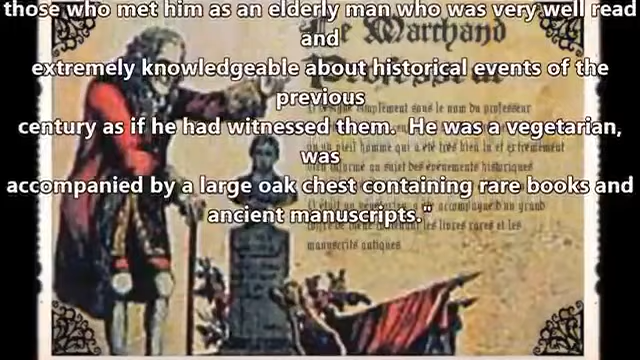 those who met him as an elderly man who was very well read
and
extremely knowledgeable about historical events of the
previous
century as if he had witnessed them.  He was a vegetarian,
was
accompanied by a large oak chest containing rare books and
ancient manuscripts."
Le Marchand
simplement sous le nom du professeur
un vieil homme qui a été très bien lu et extrêmement
informé au sujet des événements historiques
accompagné d'un grand
les livres rares et les
manuscrits antiques